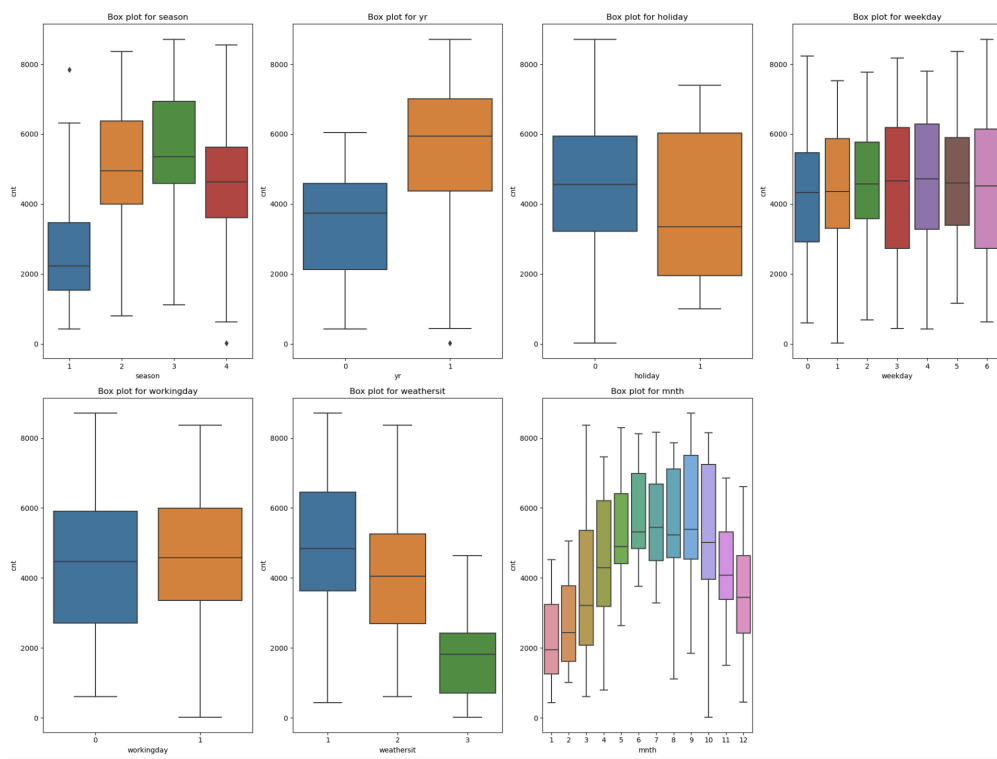 Box plot for season
cnt
8000
6000
4000
2000
0
1 2 3 4
season
Box plot for yr
cnt
8000
6000
4000
2000
0
0 1
yr
Box plot for holiday
cnt
8000
6000
4000
2000
0
0 1
holiday
Box plot for weekday
cnt
8000
6000
4000
2000
0
0 1 2 3 4 5 6
weekday
Box plot for workingday
cnt
8000
6000
4000
2000
0
0 1
workingday
Box plot for weathersit
cnt
8000
6000
4000
2000
0
1 2 3
weathersit
Box plot for mnth
cnt
8000
6000
4000
2000
0
1 2 3 4 5 6 7 8 9 10 11 12
mnth